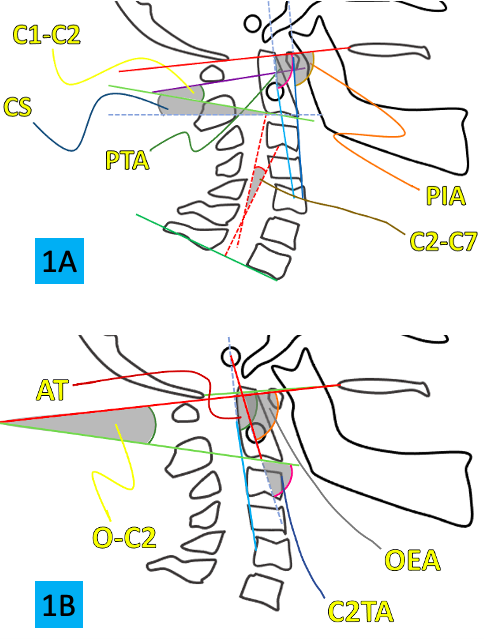 C1-C2
CS
PTA
PIA
C2-C7
1A
AT
O-C2
OEA
C2TA
1B